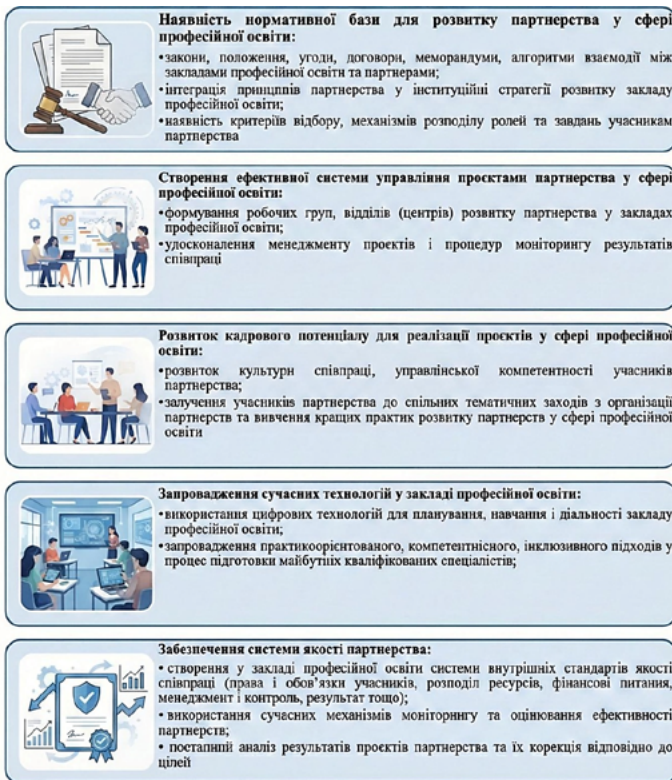 Наявність нормативної бази для розвитку партнерства у сфері
професійної освіти:
•закони, положення, угоди, договори, меморандуми, алгоритми взаємодії між
закладами професійної освіти та партнерами;
•інтеграція принципів партнерства у інституційні стратегії розвитку закладу
професійної освіти;
•наявність критеріїв відбору, механізмів розподілу ролей та завдань учасникам
партнерства
Створення ефективної системи управління проєктами партнерства у сфері
професійної освіти:
•формування робочих груп, відділів (центрів) розвитку партнерства у закладах
професійної освіти;
•удосконалення менеджменту проєктів і процедур моніторингу результатів
співпраці
Розвиток кадрового потенціалу для реалізації проєктів у сфері професійної
освіти:
•розвиток культури співпраці, управлінської компетентності учасників
партнерства;
•залучення учасників партнерства до спільних тематичних заходів з організації
партнерств та вивчення кращих практик розвитку партнерств у сфері професійної
освіти
Запровадження сучасних технологій у закладі професійної освіти:
•використання цифрових технологій для планування, навчання і діяльності закладу
професійної освіти;
•запровадження практикоорієнтованого, компетентнісного, інклюзивного підходів у
процес підготовки майбутніх кваліфікованих спеціалістів;
Забезпечення системи якості партнерства:
• створення у закладі професійної освіти системи внутрішніх стандартів якості
співпраці (права і обов’язки учасників, розподіл ресурсів, фінансові питання,
менеджмент і контроль, результат тощо);
• використання сучасних механізмів моніторингу та оцінювання ефективності
партнерств;
• поетапний аналіз результатів проєктів партнерства та їх корекція відповідно до
цілей